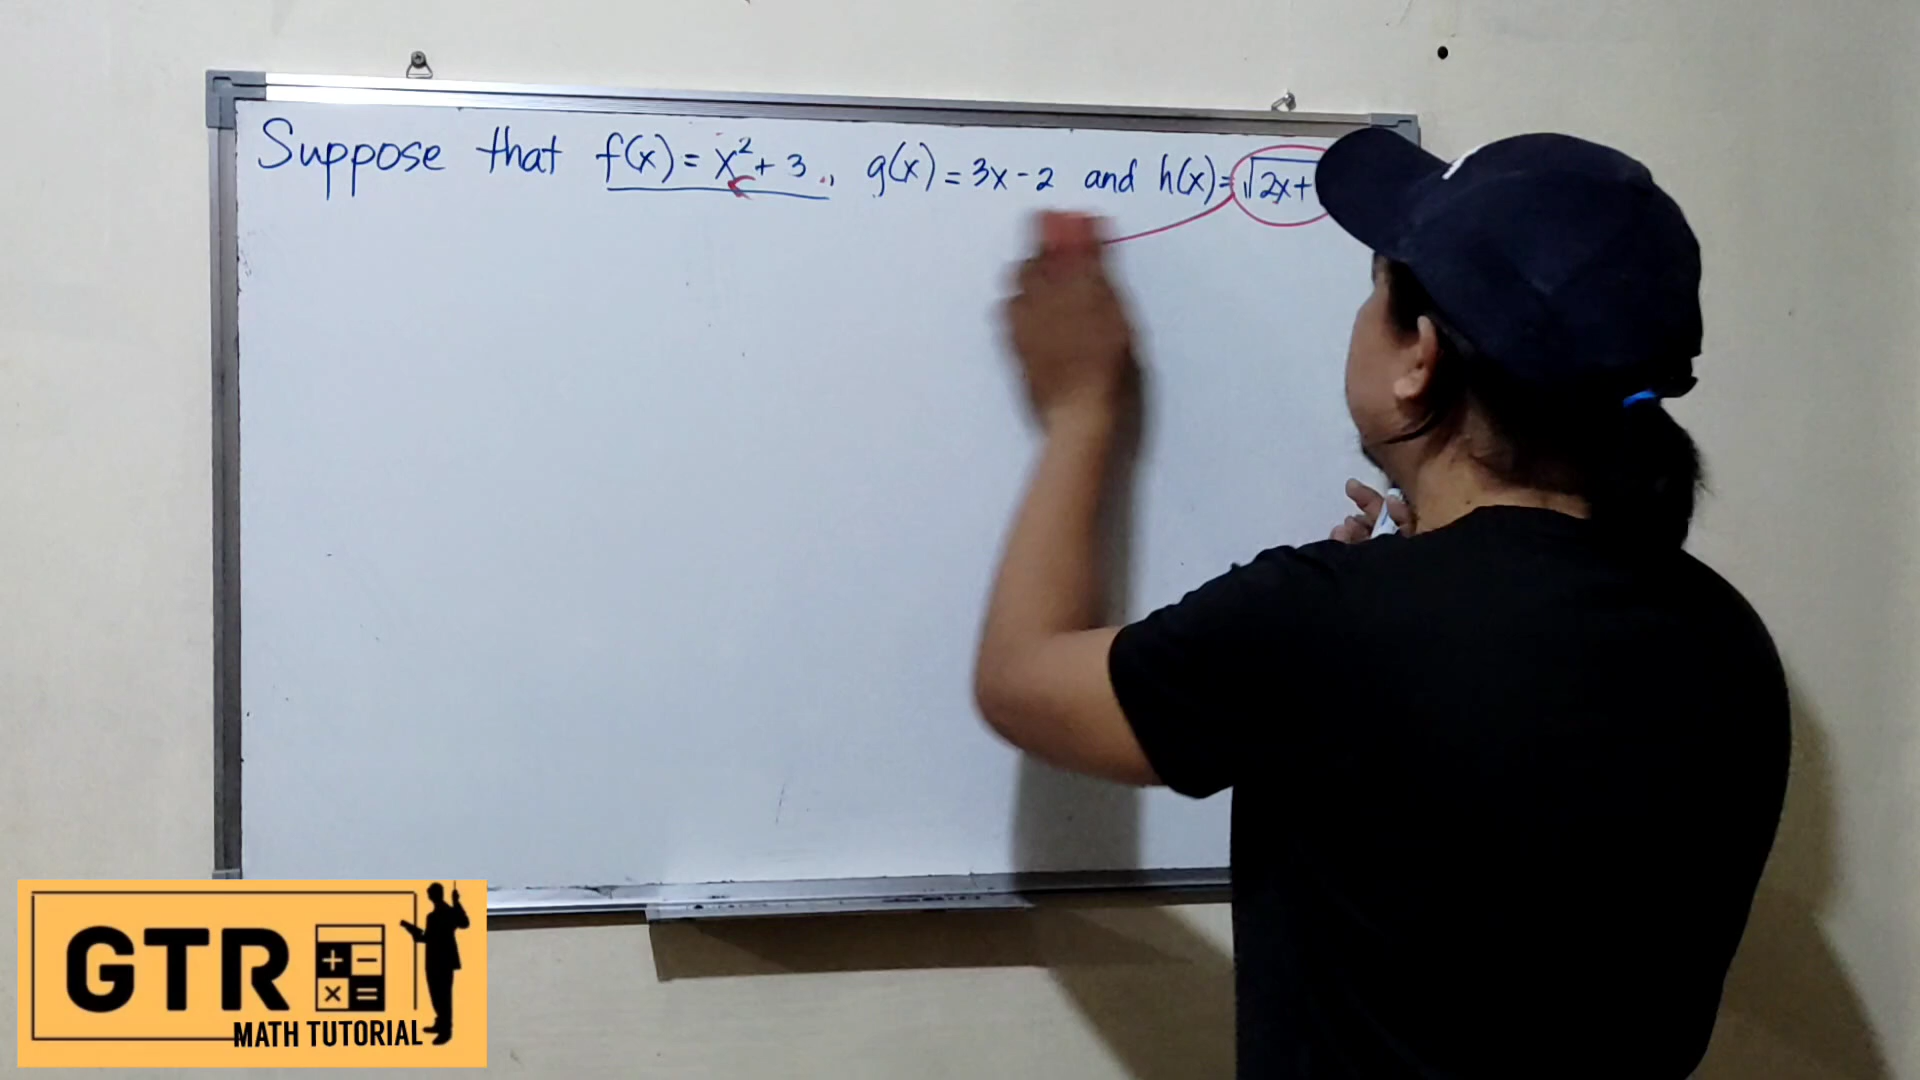 Suppose that f(x) = x² + 3, g(x) = 3x - 2 and h(x) = √2x +
GTR
+ -
× =
MATH TUTORIAL